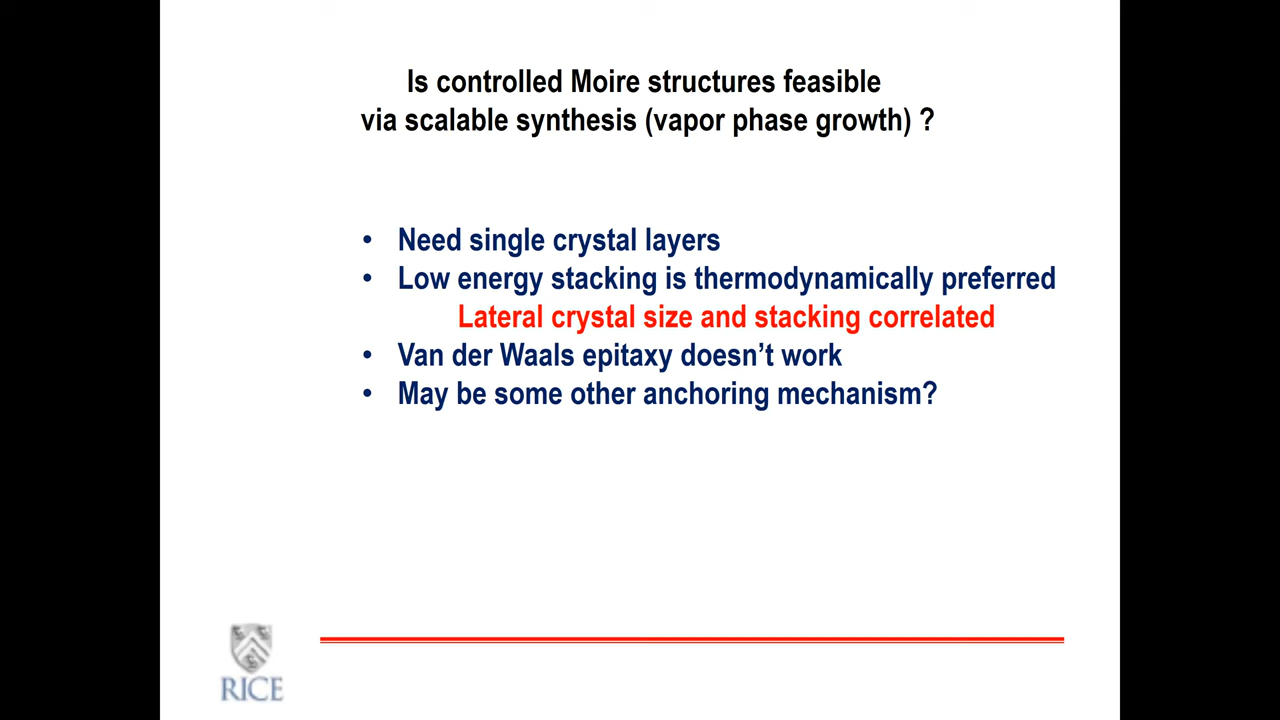 Is controlled Moire structures feasible
via scalable synthesis (vapor phase growth) ?
• Need single crystal layers
• Low energy stacking is thermodynamically preferred
Lateral crystal size and stacking correlated
• Van der Waals epitaxy doesn't work
• May be some other anchoring mechanism?
RICE